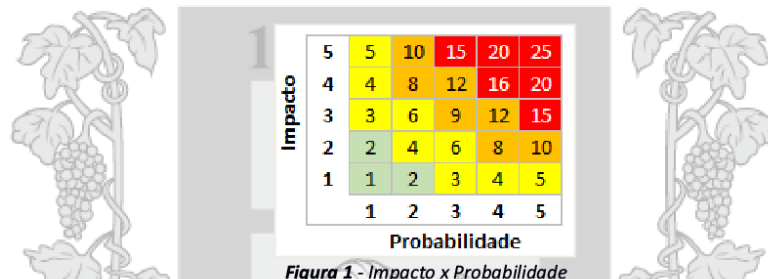 1
Impacto
5 5 10 15 20 25
4 4 8 12 16 20
3 3 6 9 12 15
2 2 4 6 8 10
1 1 2 3 4 5
1 2 3 4 5
Probabilidade
Figura 1 - Impacto x Probabilidade